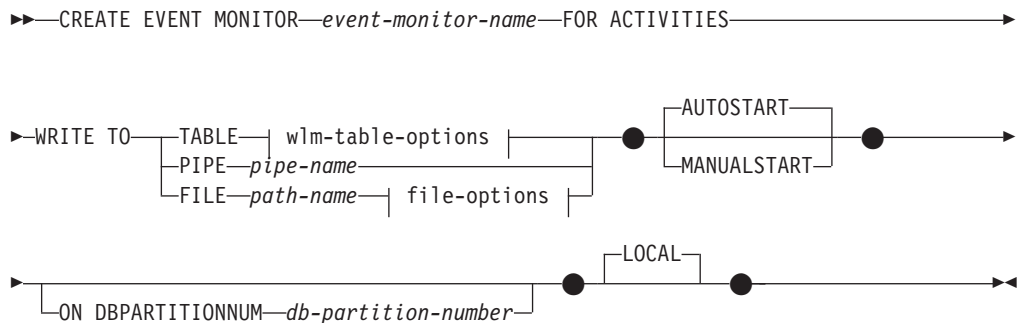 CREATE EVENT MONITOR event-monitor-name FOR ACTIVITIES
AUTOSTART
WRITE TO TABLE wlm-table-options
PIPE pipe-name MANUALSTART
FILE path-name file-options
LOCAL
ON DBPARTITIONNUM db-partition-number